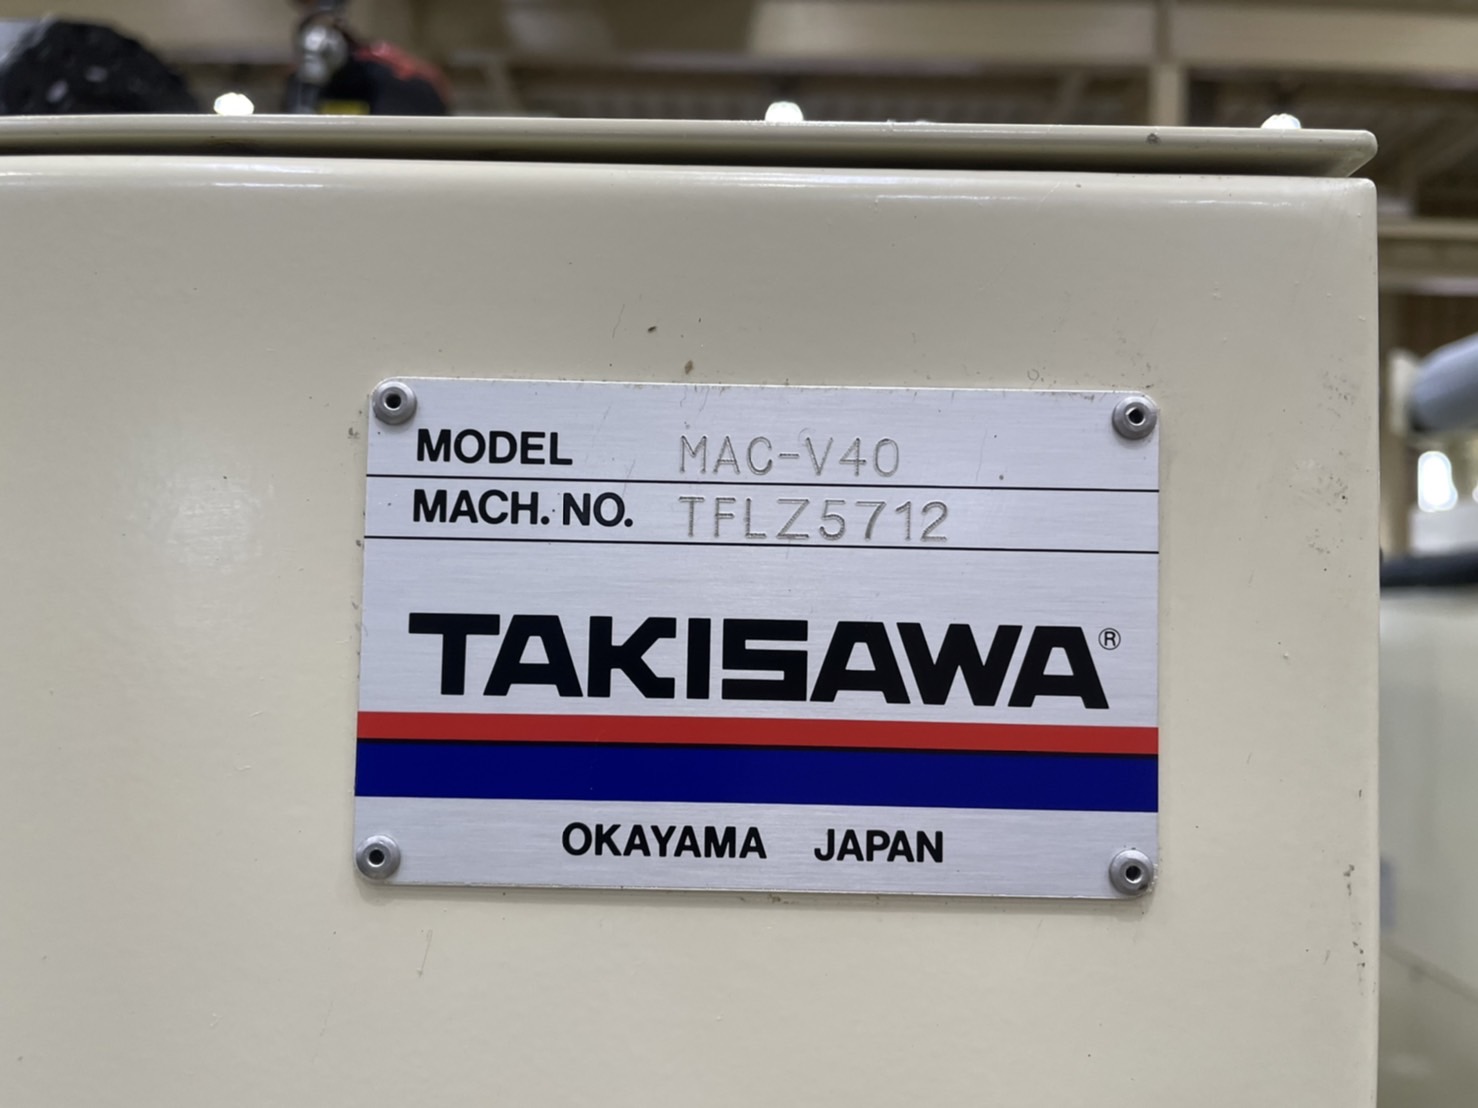 MODEL MAC-V40
MACH. NO. TFLZ5712
TAKISAWA®
OKAYAMA JAPAN